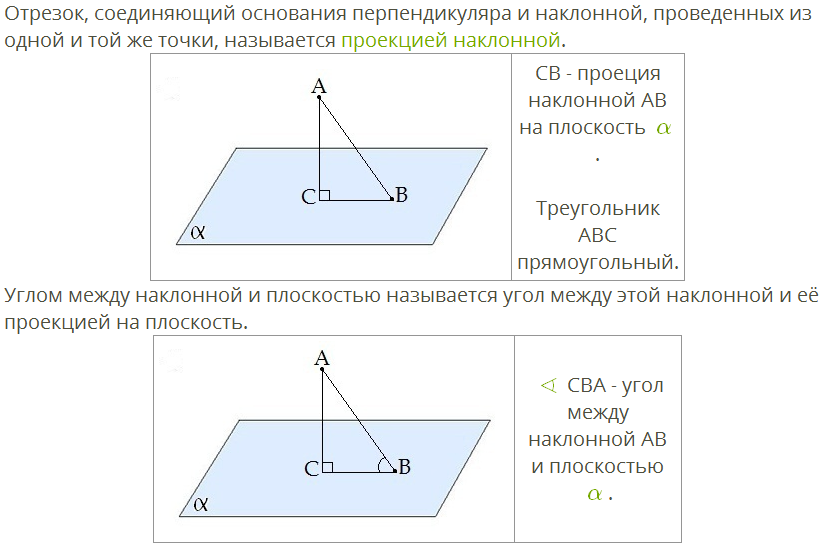 Отрезок, соединяющий основания перпендикуляра и наклонной, проведенных из
одной и той же точки, называется проекцией наклонной.
A
C
B
α
CB - проеция
наклонной AB
на плоскость α
.
Треугольник
ABC
прямоугольный.
Углом между наклонной и плоскостью называется угол между этой наклонной и её
проекцией на плоскость.
A
C
B
α
∢ CBA - угол
между
наклонной AB
и плоскостью
α .